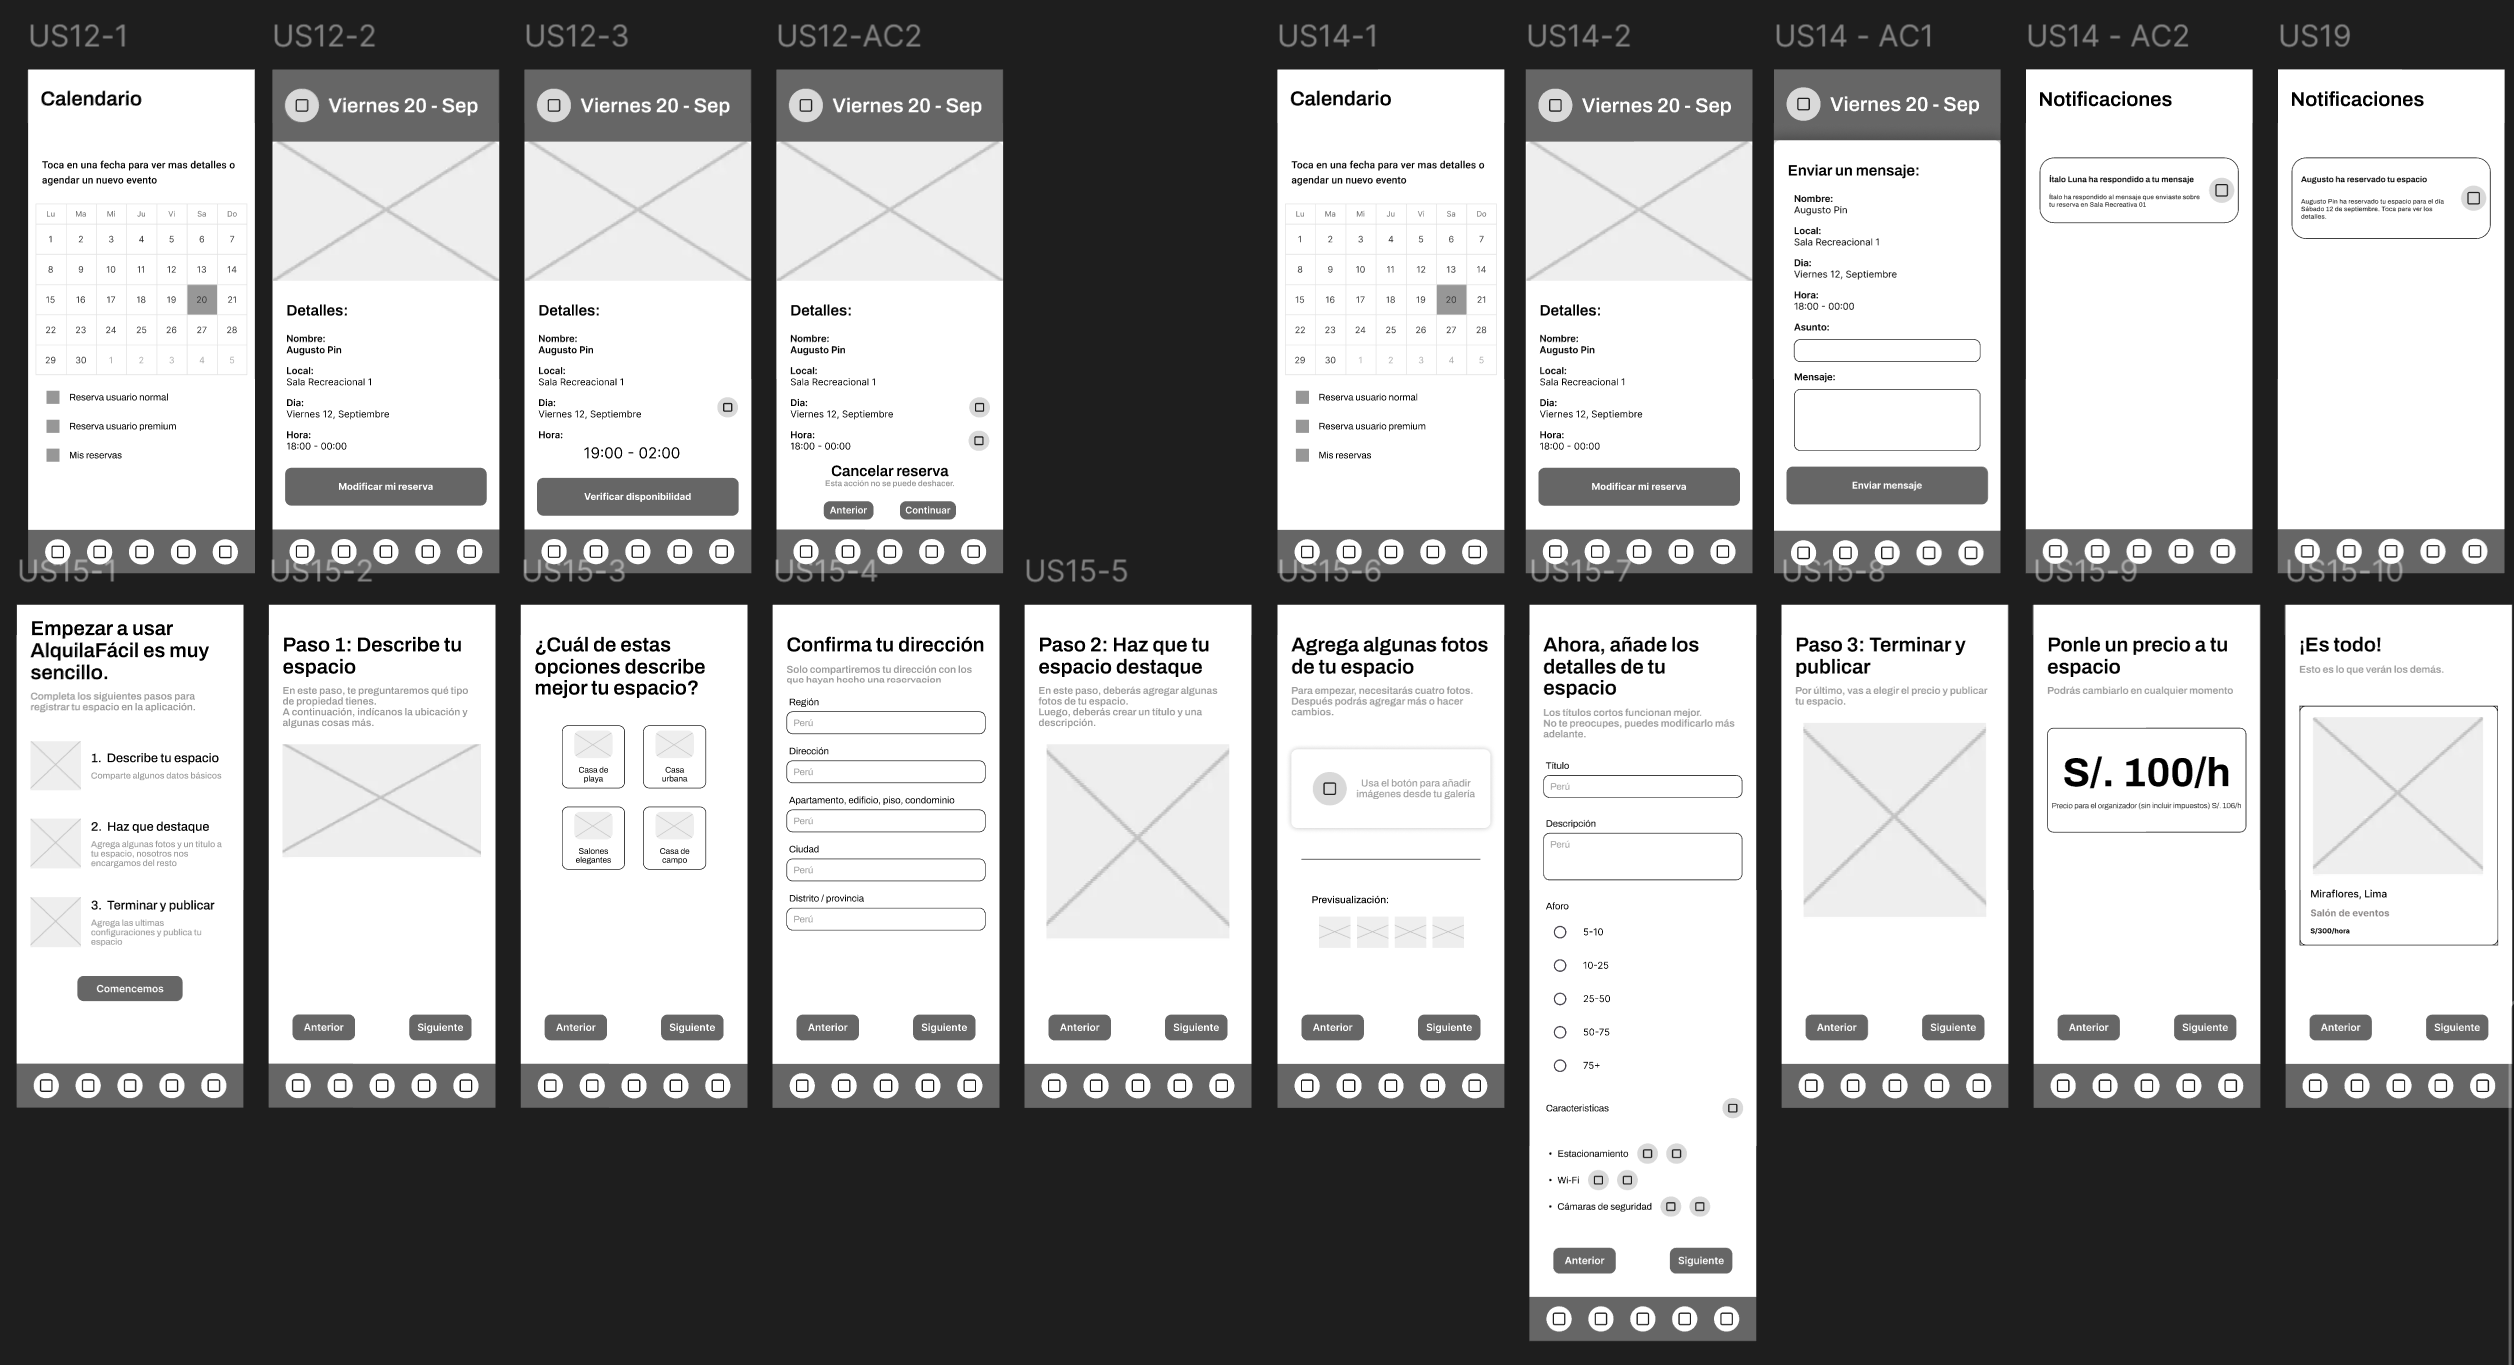 US12-1
Calendario
Toca en una fecha para ver mas detalles o
agendar un nuevo evento
Lu Ma Mi Ju Vi Sa Do
1 2 3 4 5 6 7
8 9 10 11 12 13 14
15 16 17 18 19 20 21
22 23 24 25 26 27 28
29 30 1 2 3 4 5
Reserva usuario normal
Reserva usuario premium
Mis reservas
US12-2
Viernes 20 - Sep
Detalles:
Nombre:
Augusto Pin
Local:
Sala Recreacional 1
Dia:
Viernes 12, Septiembre
Hora:
18:00 - 00:00
Modificar mi reserva
US12-3
Viernes 20 - Sep
Detalles:
Nombre:
Augusto Pin
Local:
Sala Recreacional 1
Dia:
Viernes 12, Septiembre
Hora:
19:00 - 02:00
Verificar disponibilidad
US12-AC2
Viernes 20 - Sep
Detalles:
Nombre:
Augusto Pin
Local:
Sala Recreacional 1
Dia:
Viernes 12, Septiembre
Hora:
18:00 - 00:00
Cancelar reserva
Esta acción no se puede deshacer.
Anterior Continuar
US14-1
Calendario
Toca en una fecha para ver mas detalles o
agendar un nuevo evento
Lu Ma Mi Ju Vi Sa Do
1 2 3 4 5 6 7
8 9 10 11 12 13 14
15 16 17 18 19 20 21
22 23 24 25 26 27 28
29 30 1 2 3 4 5
Reserva usuario normal
Reserva usuario premium
Mis reservas
US14-2
Viernes 20 - Sep
Detalles:
Nombre:
Augusto Pin
Local:
Sala Recreacional 1
Dia:
Viernes 12, Septiembre
Hora:
18:00 - 00:00
Modificar mi reserva
US14 - AC1
Viernes 20 - Sep
Enviar un mensaje:
Nombre:
Augusto Pin
Local:
Sala Recreacional 1
Dia:
Viernes 12, Septiembre
Hora:
18:00 - 00:00
Asunto:
Mensaje:
Enviar mensaje
US14 - AC2
Notificaciones
Ítalo Luna ha respondido a tu mensaje
Ítalo ha respondido al mensaje que enviaste sobre
tu reserva en Sala Recreativa 01
US19
Notificaciones
Augusto ha reservado tu espacio
Augusto Pin ha reservado tu espacio para el día
Sábado 12 de septiembre. Toca para ver los
detalles.
US15-1
Empezar a usar
AlquilaFácil es muy
sencillo.
Completa los siguientes pasos para
registrar tu espacio en la aplicación.
1. Describe tu espacio
Comparte algunos datos básicos
2. Haz que destaque
Agrega algunas fotos y un titulo a
tu espacio, nosotros nos
encargamos del resto
3. Terminar y publicar
Agrega las ultimas
configuraciones y publica tu
espacio
Comencemos
US15-2
Paso 1: Describe tu
espacio
En este paso, te preguntaremos qué tipo
de propiedad tienes.
A continuación, indícanos la ubicación y
algunas cosas más.
Anterior Siguiente
US15-3
¿Cuál de estas
opciones describe
mejor tu espacio?
Casa de
playa
Casa
urbana
Salones
elegantes
Casa de
campo
Anterior Siguiente
US15-4
Confirma tu dirección
Solo compartiremos tu dirección con los
que hayan hecho una reservacion
Región
Perú
Dirección
Perú
Apartamento, edificio, piso, condominio
Perú
Ciudad
Perú
Distrito / provincia
Perú
Anterior Siguiente
US15-5
Paso 2: Haz que tu
espacio destaque
En este paso, deberás agregar algunas
fotos de tu espacio.
Luego, deberás crear un título y una
descripción.
Anterior Siguiente
US15-6
Agrega algunas fotos
de tu espacio
Para empezar, necesitarás cuatro fotos.
Después podrás agregar más o hacer
cambios.
Usa el botón para añadir
imágenes desde tu galería
Previsualización:
Anterior Siguiente
US15-7
Ahora, añade los
detalles de tu
espacio
Los títulos cortos funcionan mejor.
No te preocupes, puedes modificarlo más
adelante.
Título
Perú
Descripción
Perú
Aforo
5-10
10-25
25-50
50-75
75+
Caracteristicas
• Estacionamiento
• Wi-Fi
• Cámaras de seguridad
Anterior Siguiente
US15-8
Paso 3: Terminar y
publicar
Por último, vas a elegir el precio y publicar
tu espacio.
Anterior Siguiente
US15-9
Ponle un precio a tu
espacio
Podrás cambiarlo en cualquier momento
S/. 100/h
Precio para el organizador (sin incluir impuestos) S/. 106/h
Anterior Siguiente
US15-10
¡Es todo!
Esto es lo que verán los demás.
Miraflores, Lima
Salón de eventos
S/300/hora
Anterior Siguiente